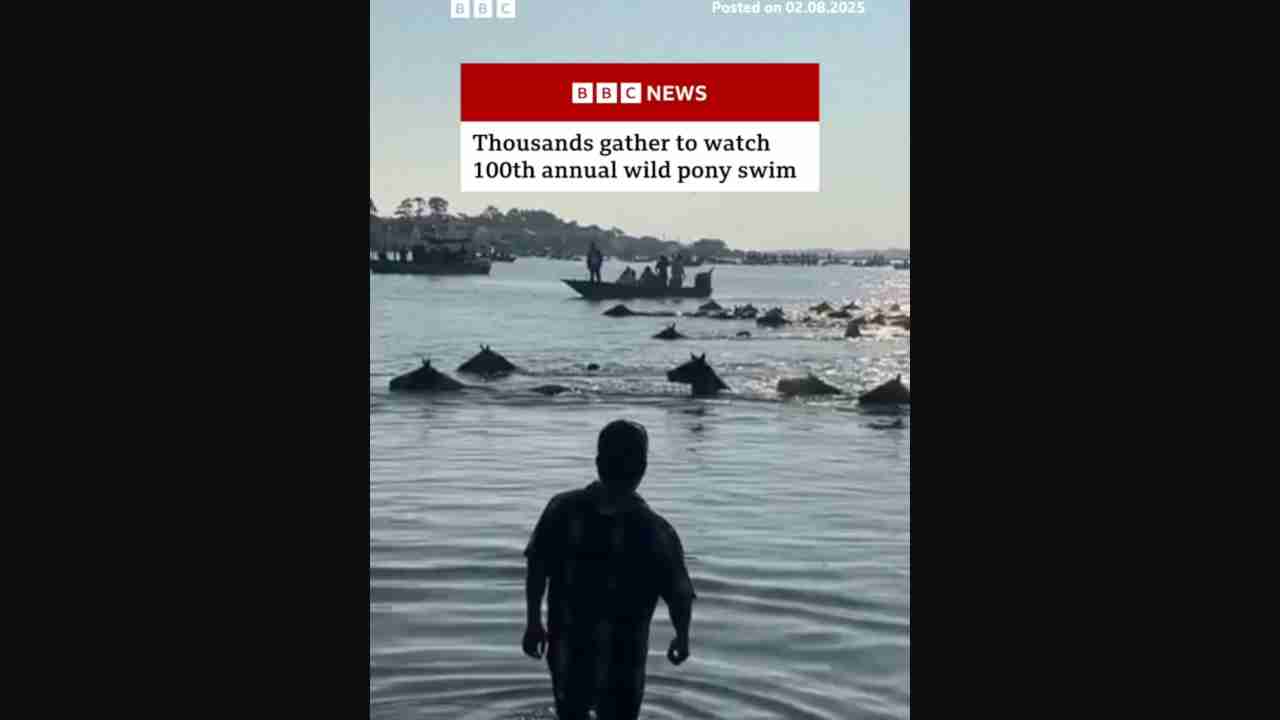 BBC
Posted on 02.08.2025
BBC NEWS
Thousands gather to watch
100th annual wild pony swim